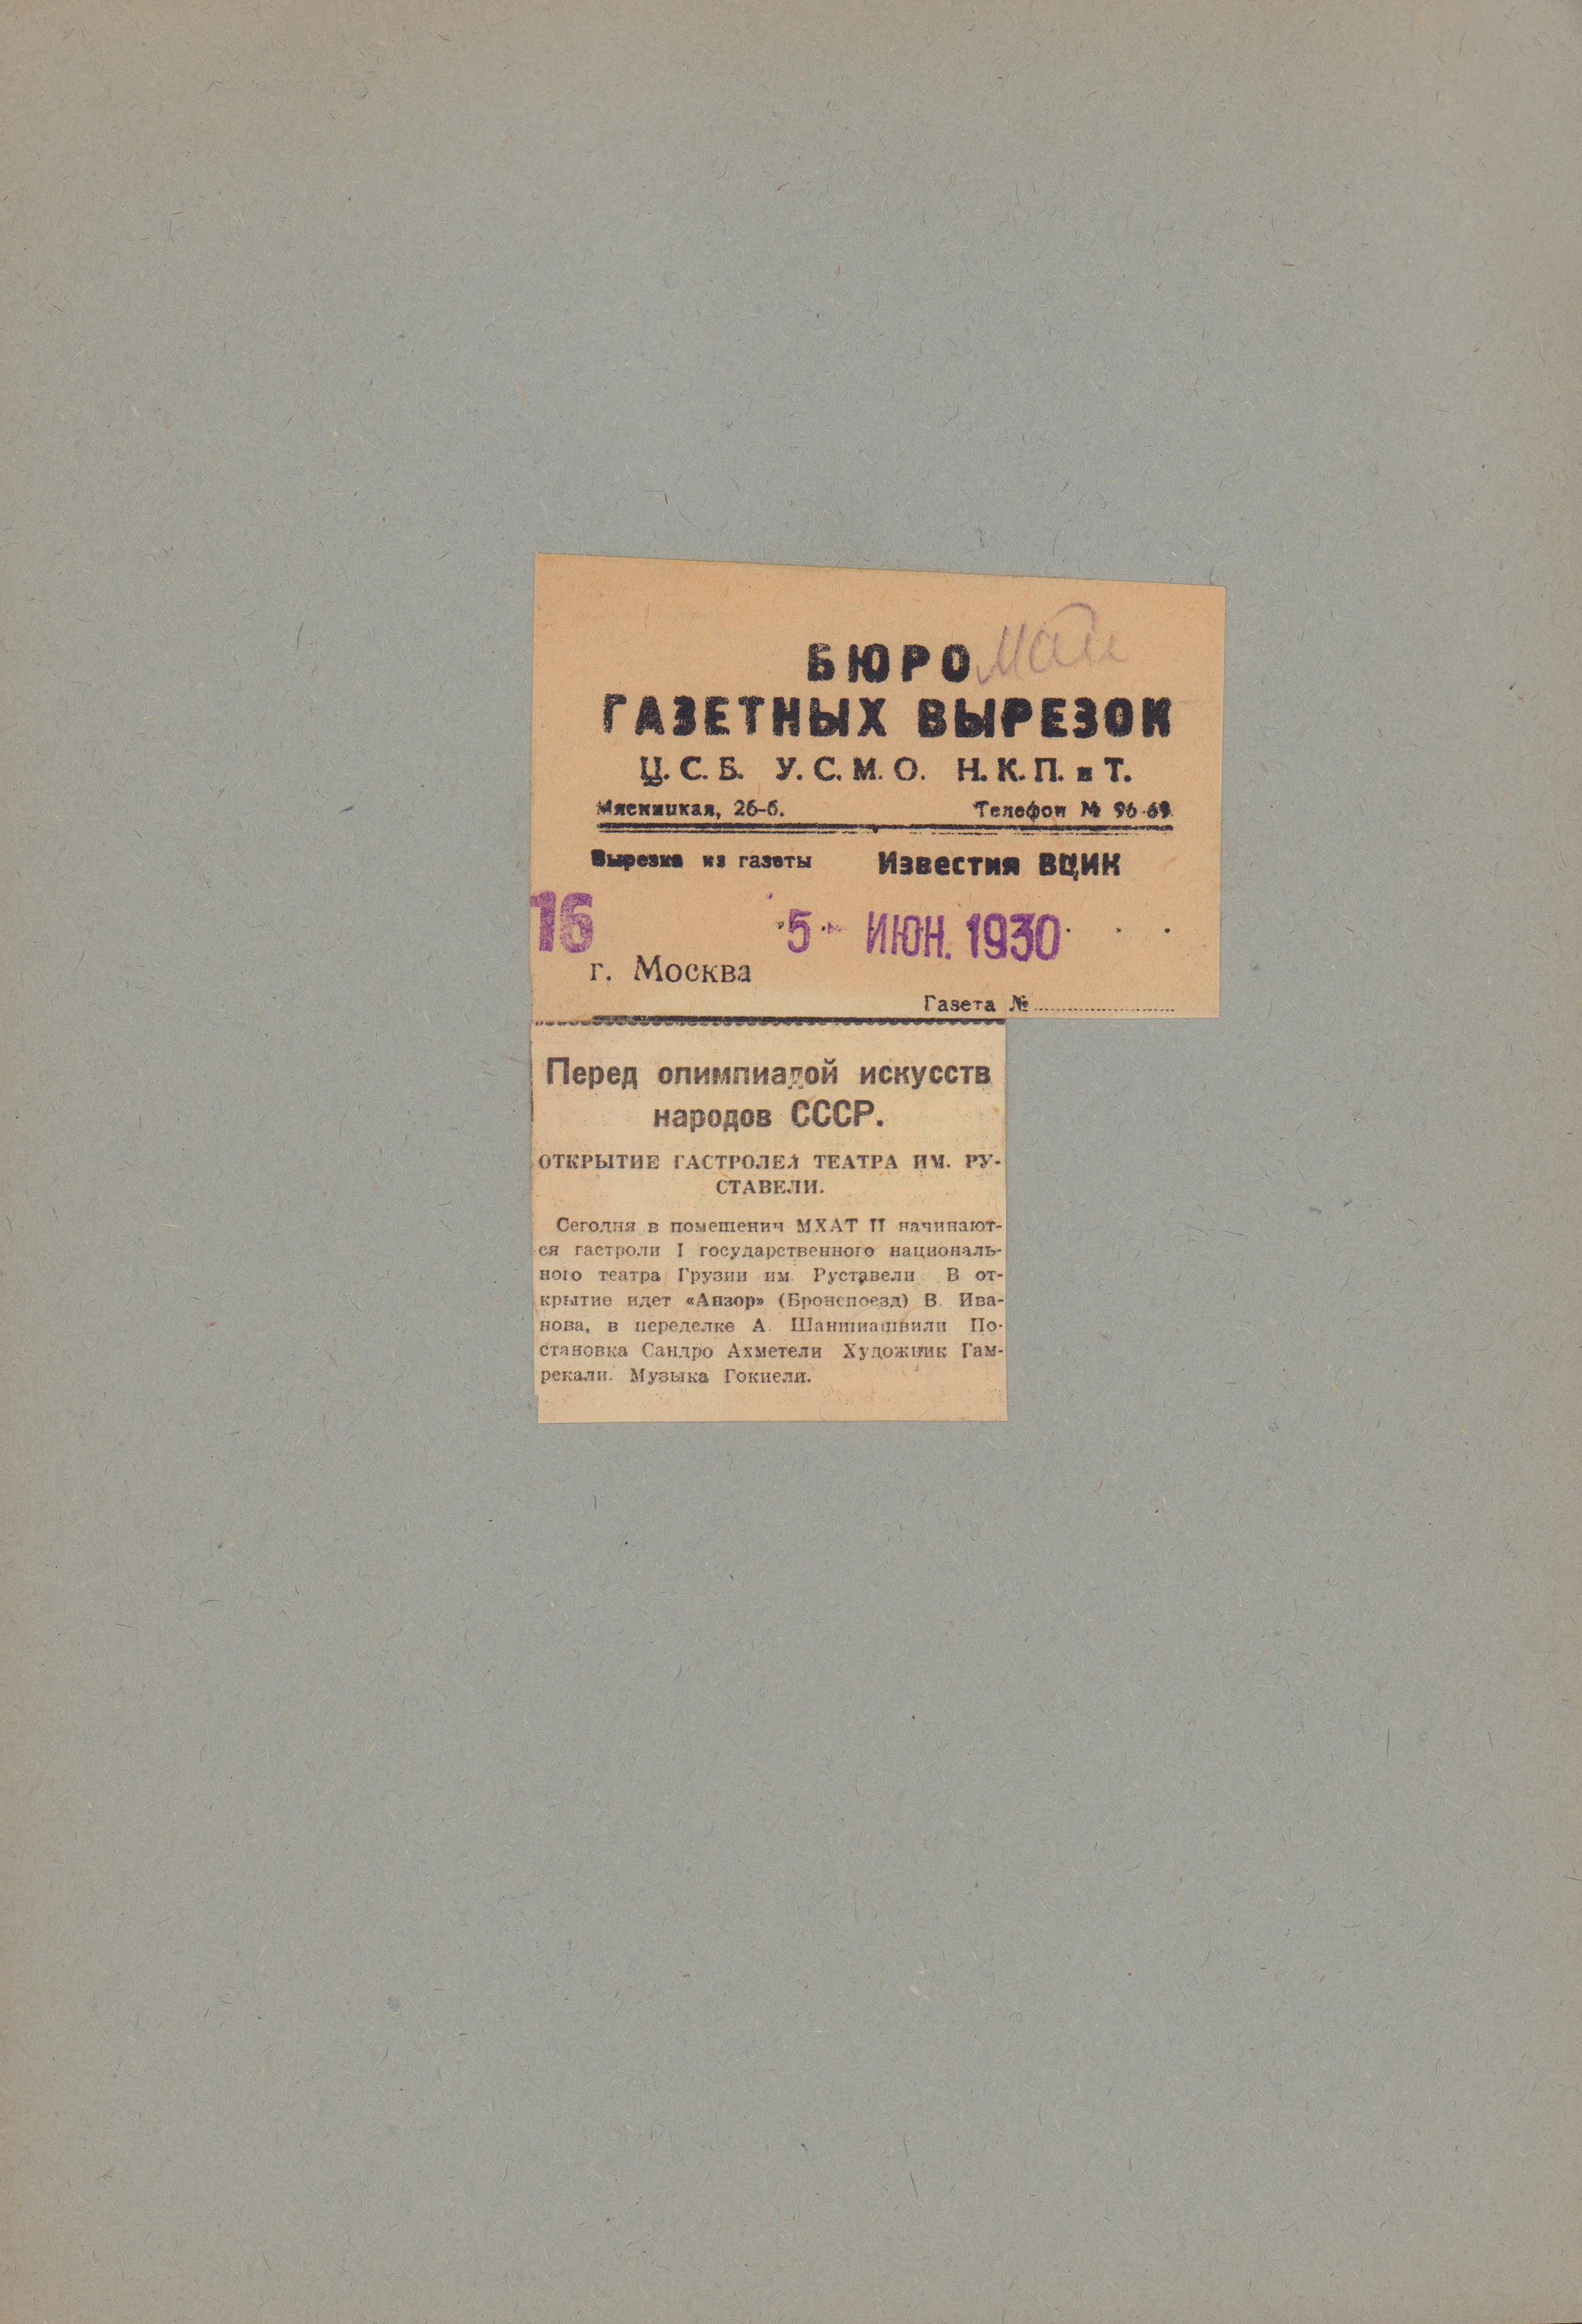 БЮРО
ГАЗЕТНЫХ ВЫРЕЗОК
Ц. С. Б. У. С. М. О. Н. К. П. и Т.
Мясницкая, 26-б. Телефон № 96-69
Вырезка из газеты Известия ВЦИК
16
5- ИЮН. 1930
г. Москва
Газета №
Перед олимпиадой искусств
народов СССР.
ОТКРЫТИЕ ГАСТРОЛЕЙ ТЕАТРА ИМ. РУ-
СТАВЕЛИ.
Сегодня в помещении МХАТ II начинают-
ся гастроли I государственного националь-
ного театра Грузии им. Руставели В от-
крытие идет «Анзор» (Бронепоезд) В. Ива-
нова, в переделке А. Шаншиашвили По-
становка Сандро Ахметели Художник Гам-
рекали. Музыка Гокиели.